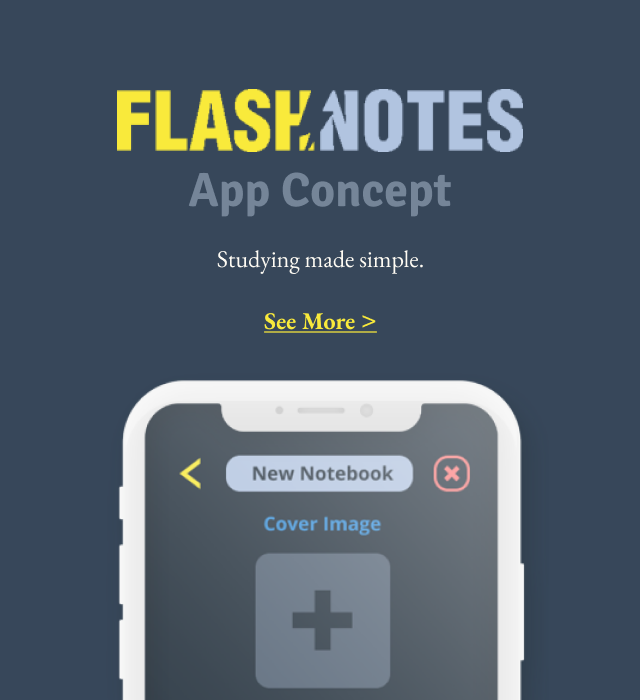 FLASHNOTES
App Concept
Studying made simple.
See More >
New Notebook
Cover Image